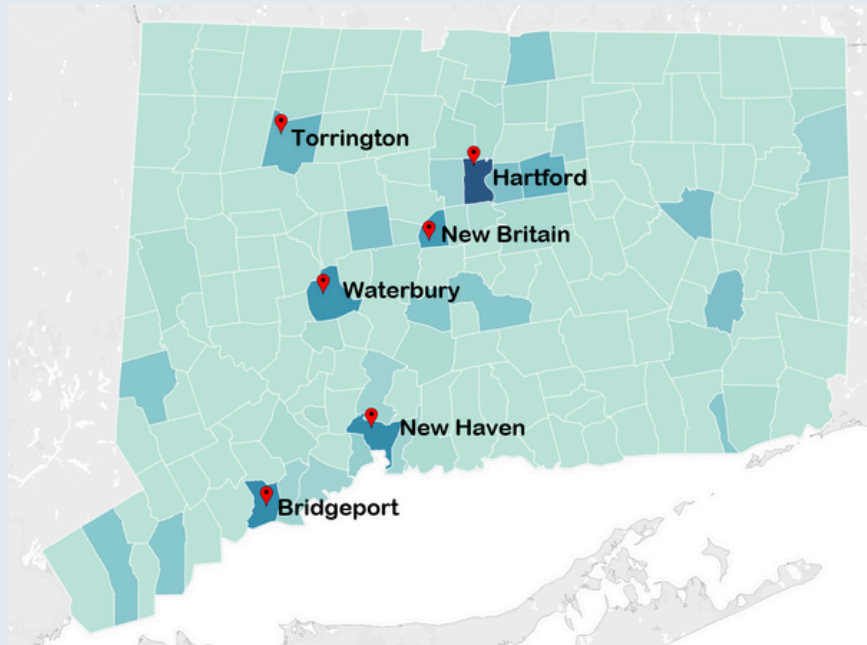 Torrington
Hartford
New Britain
Waterbury
New Haven
Bridgeport